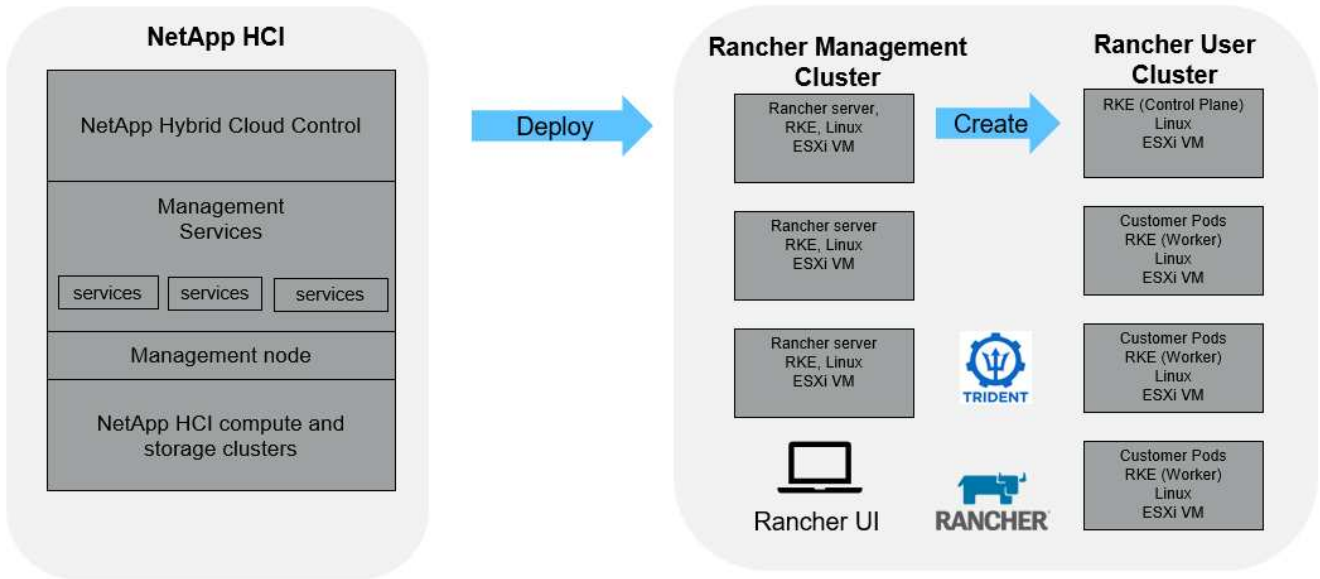 NetApp HCI
NetApp Hybrid Cloud Control
Management
Services
services
services
services
Management node
NetApp HCI compute and
storage clusters
Deploy
Rancher Management
Cluster
Rancher server,
RKE, Linux
ESXi VM
Rancher server
RKE, Linux
ESXi VM
Rancher server
RKE, Linux
ESXi VM
Rancher UI
Create
TRIDENT
RANCHER
Rancher User
Cluster
RKE (Control Plane)
Linux
ESXi VM
Customer Pods
RKE (Worker)
Linux
ESXi VM
Customer Pods
RKE (Worker)
Linux
ESXi VM
Customer Pods
RKE (Worker)
Linux
ESXi VM